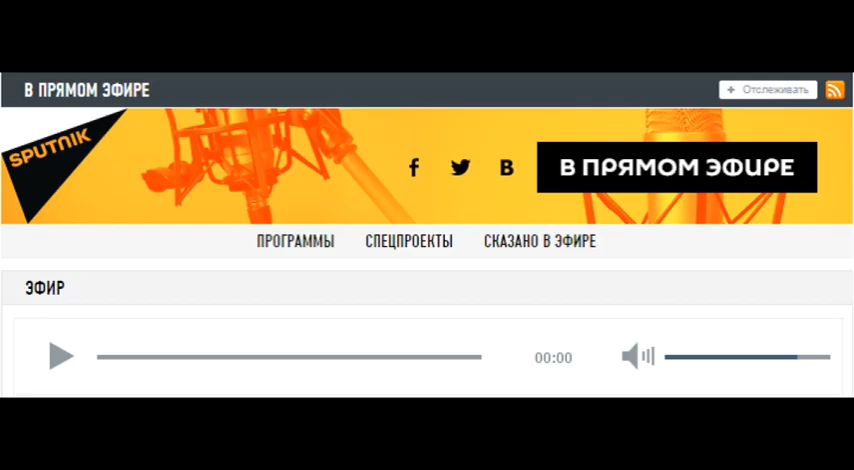 В ПРЯМОМ ЭФИРЕ
+ Отслеживать
SPUTNIK
f В В ПРЯМОМ ЭФИРЕ
ПРОГРАММЫ СПЕЦПРОЕКТЫ СКАЗАНО В ЭФИРЕ
ЭФИР
00:00